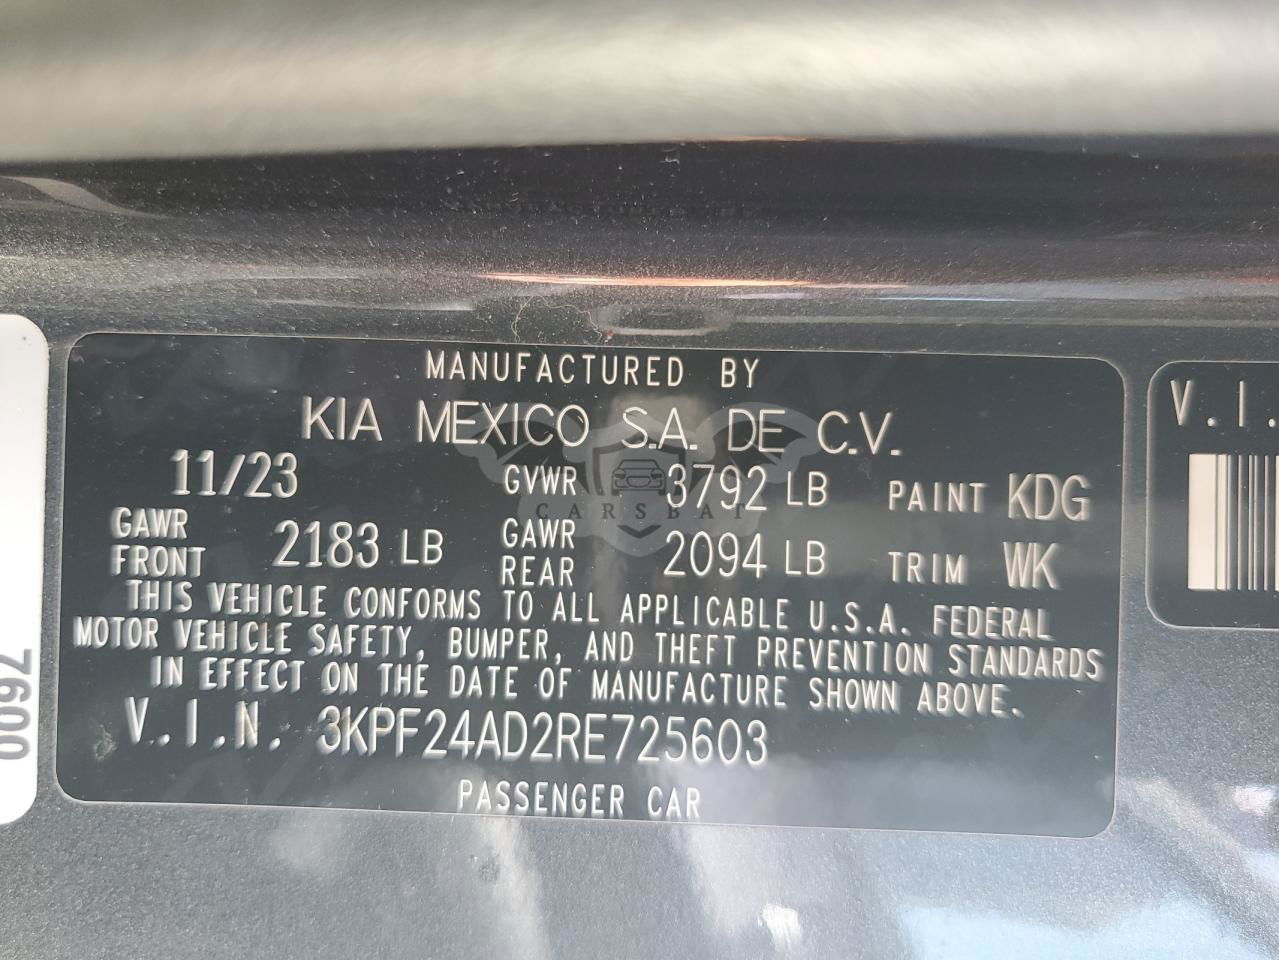 MANUFACTURED BY
KIA MEXICO S.A. DE C.V.
11/23 GVWR 3792 LB PAINT KDG
GAWR FRONT 2183 LB GAWR REAR 2094 LB TRIM WK
THIS VEHICLE CONFORMS TO ALL APPLICABLE U.S.A. FEDERAL
MOTOR VEHICLE SAFETY, BUMPER, AND THEFT PREVENTION STANDARDS
IN EFFECT ON THE DATE OF MANUFACTURE SHOWN ABOVE.
V.I.N. 3KPF24AD2RE725603
PASSENGER CAR
V.I.
CARSBAT